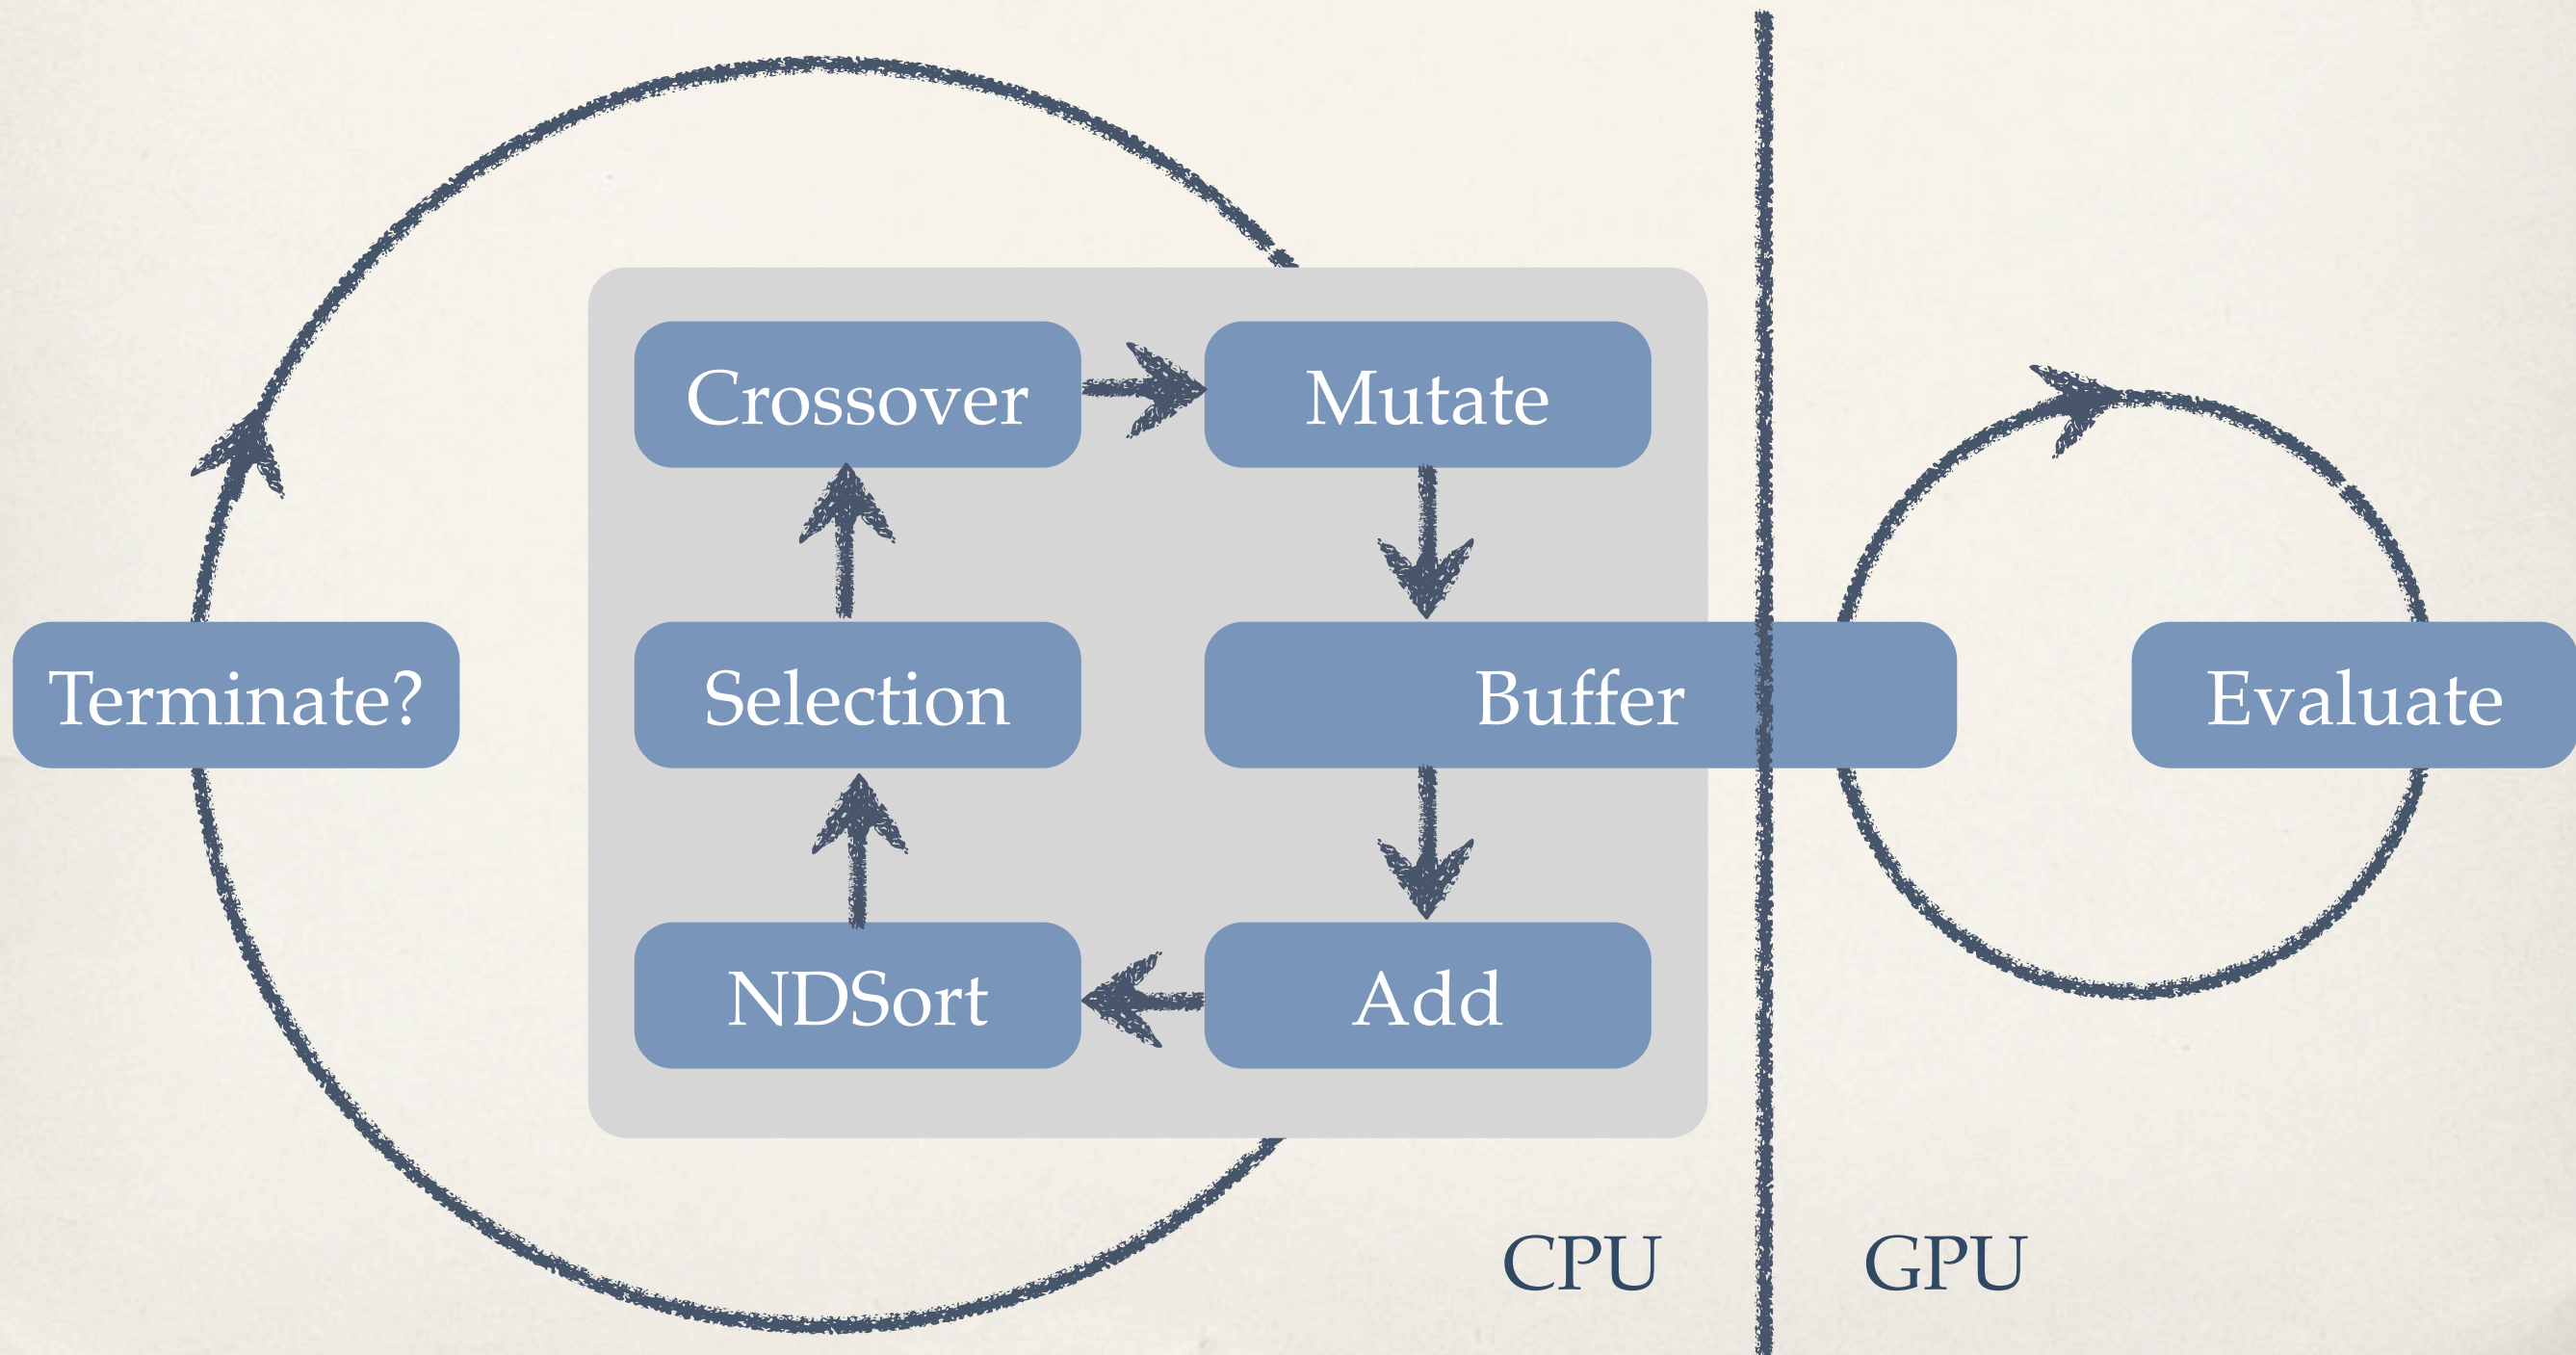 Crossover
Mutate
Terminate?
Selection
Buffer
Evaluate
NDSort
Add
CPU
GPU